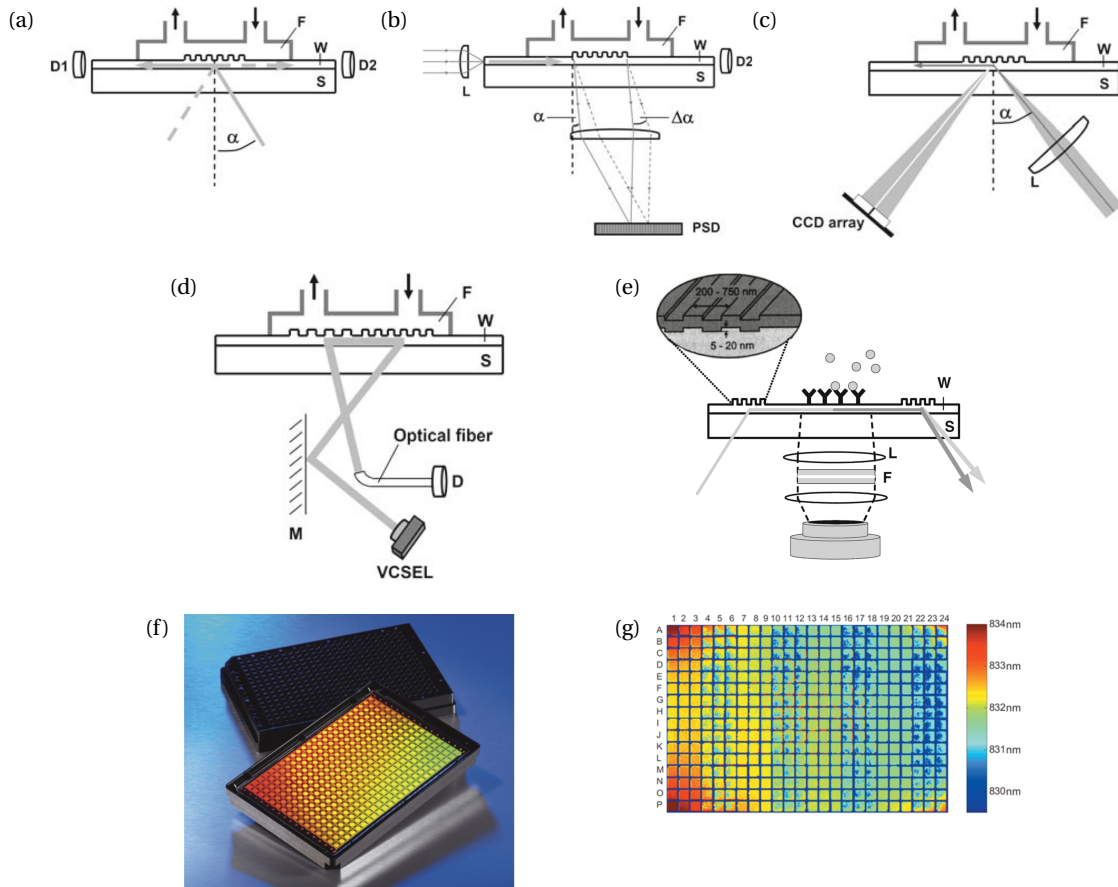 (a)
F
D1
W
D2
S
α
(b)
F
W
D2
L
S
α
Δα
PSD
(c)
F
W
S
α
L
CCD array
(d)
F
W
S
Optical fiber
D
M
VCSEL
(e)
200 - 750 nm
5 - 20 nm
W
S
L
F
(f)
(g)
1 2 3 4 5 6 7 8 9 10 11 12 13 14 15 16 17 18 19 20 21 22 23 24
A
B
C
D
E
F
G
H
I
J
K
L
M
N
O
P
834nm
833nm
832nm
831nm
830nm